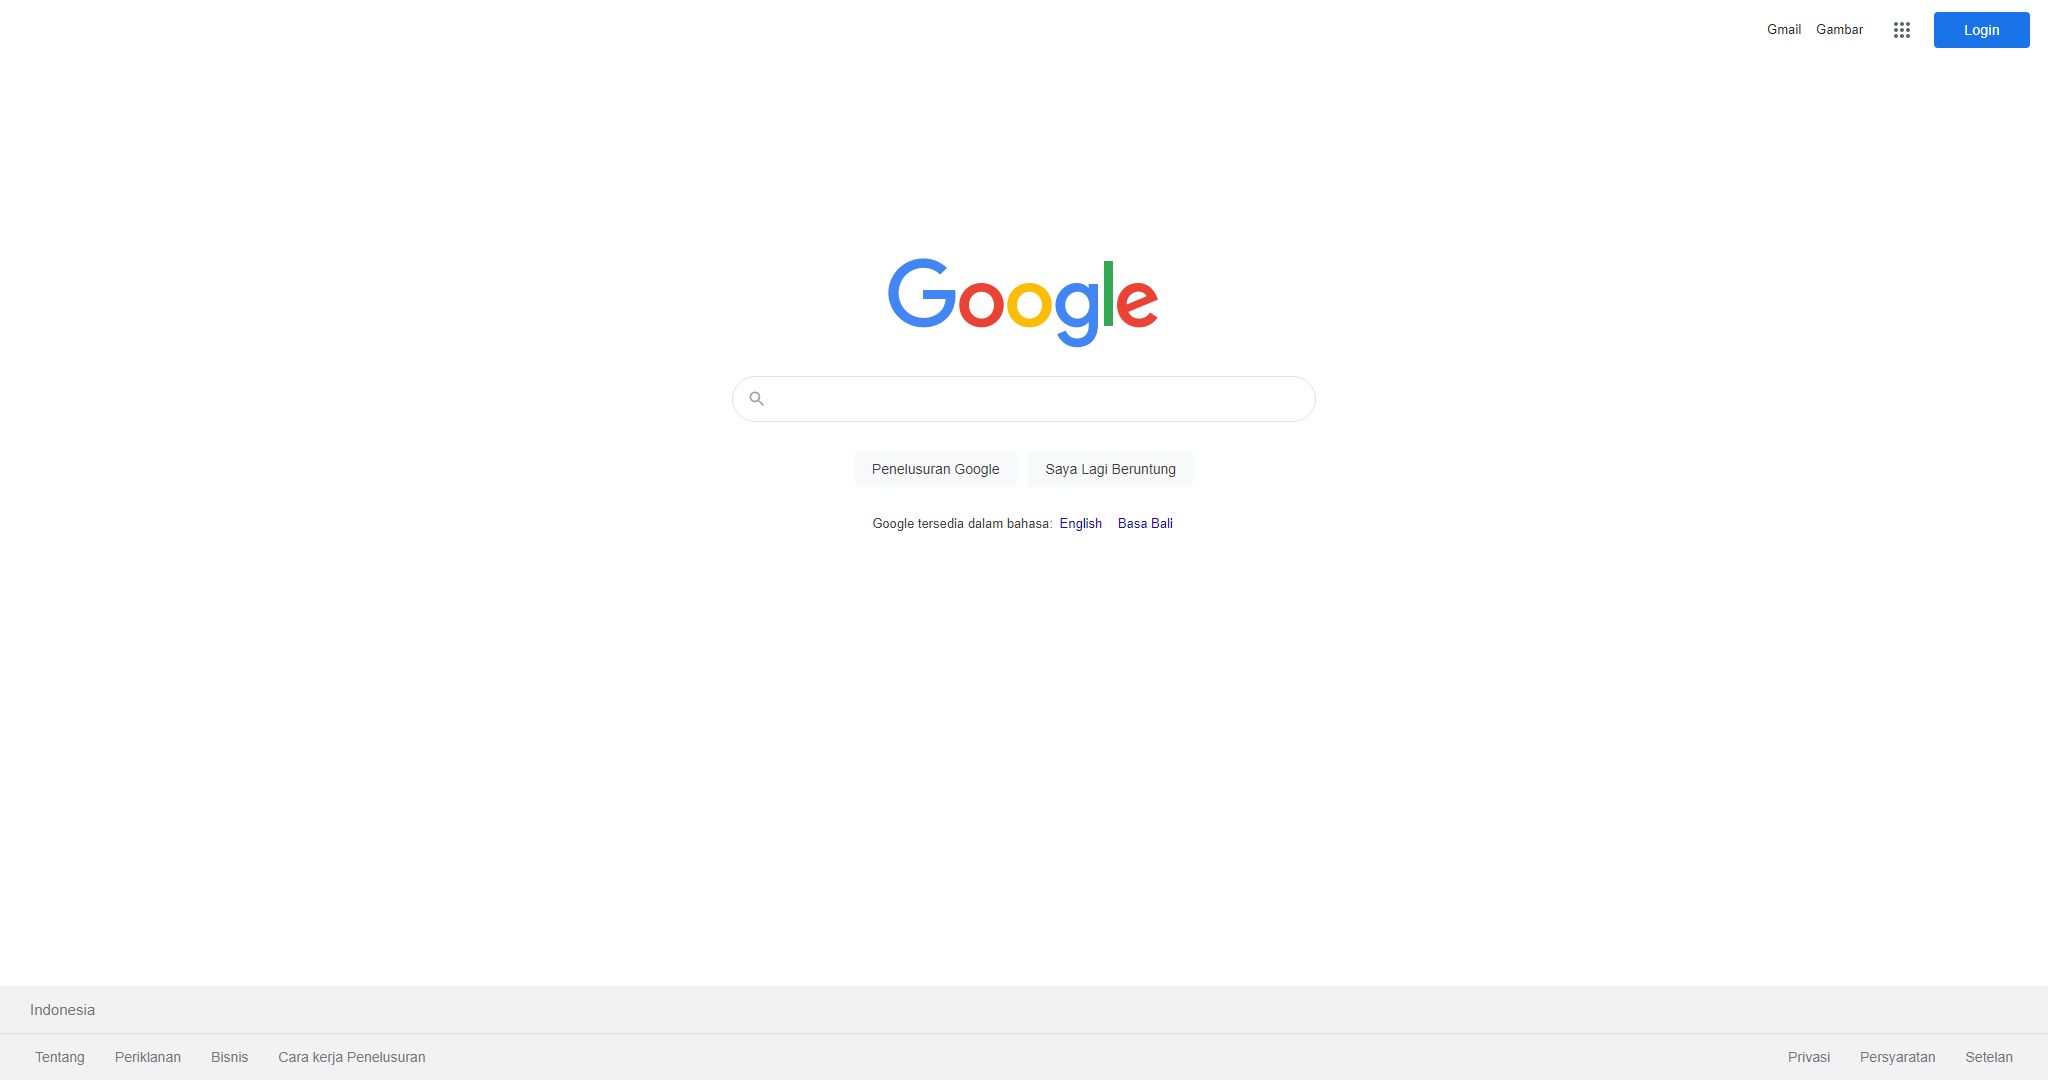 Gmail Gambar Login
Google
Penelusuran Google Saya Lagi Beruntung
Google tersedia dalam bahasa: English Basa Bali
Indonesia
Tentang Periklanan Bisnis Cara kerja Penelusuran Privasi Persyaratan Setelan